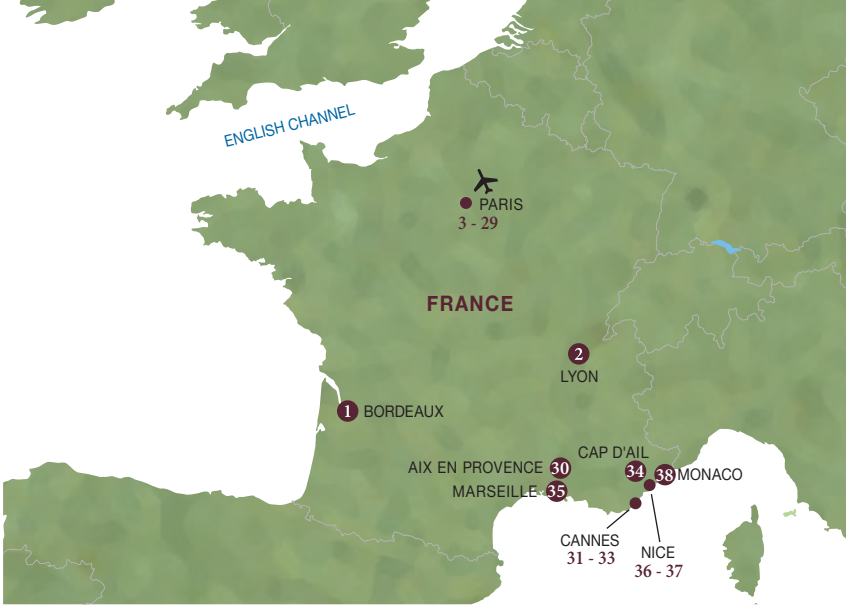 ENGLISH CHANNEL
PARIS
3 - 29
FRANCE
2
LYON
1 BORDEAUX
CAP D'AIL
AIX EN PROVENCE 30
34
38 MONACO
MARSEILLE 35
CANNES
31 - 33
NICE
36 - 37